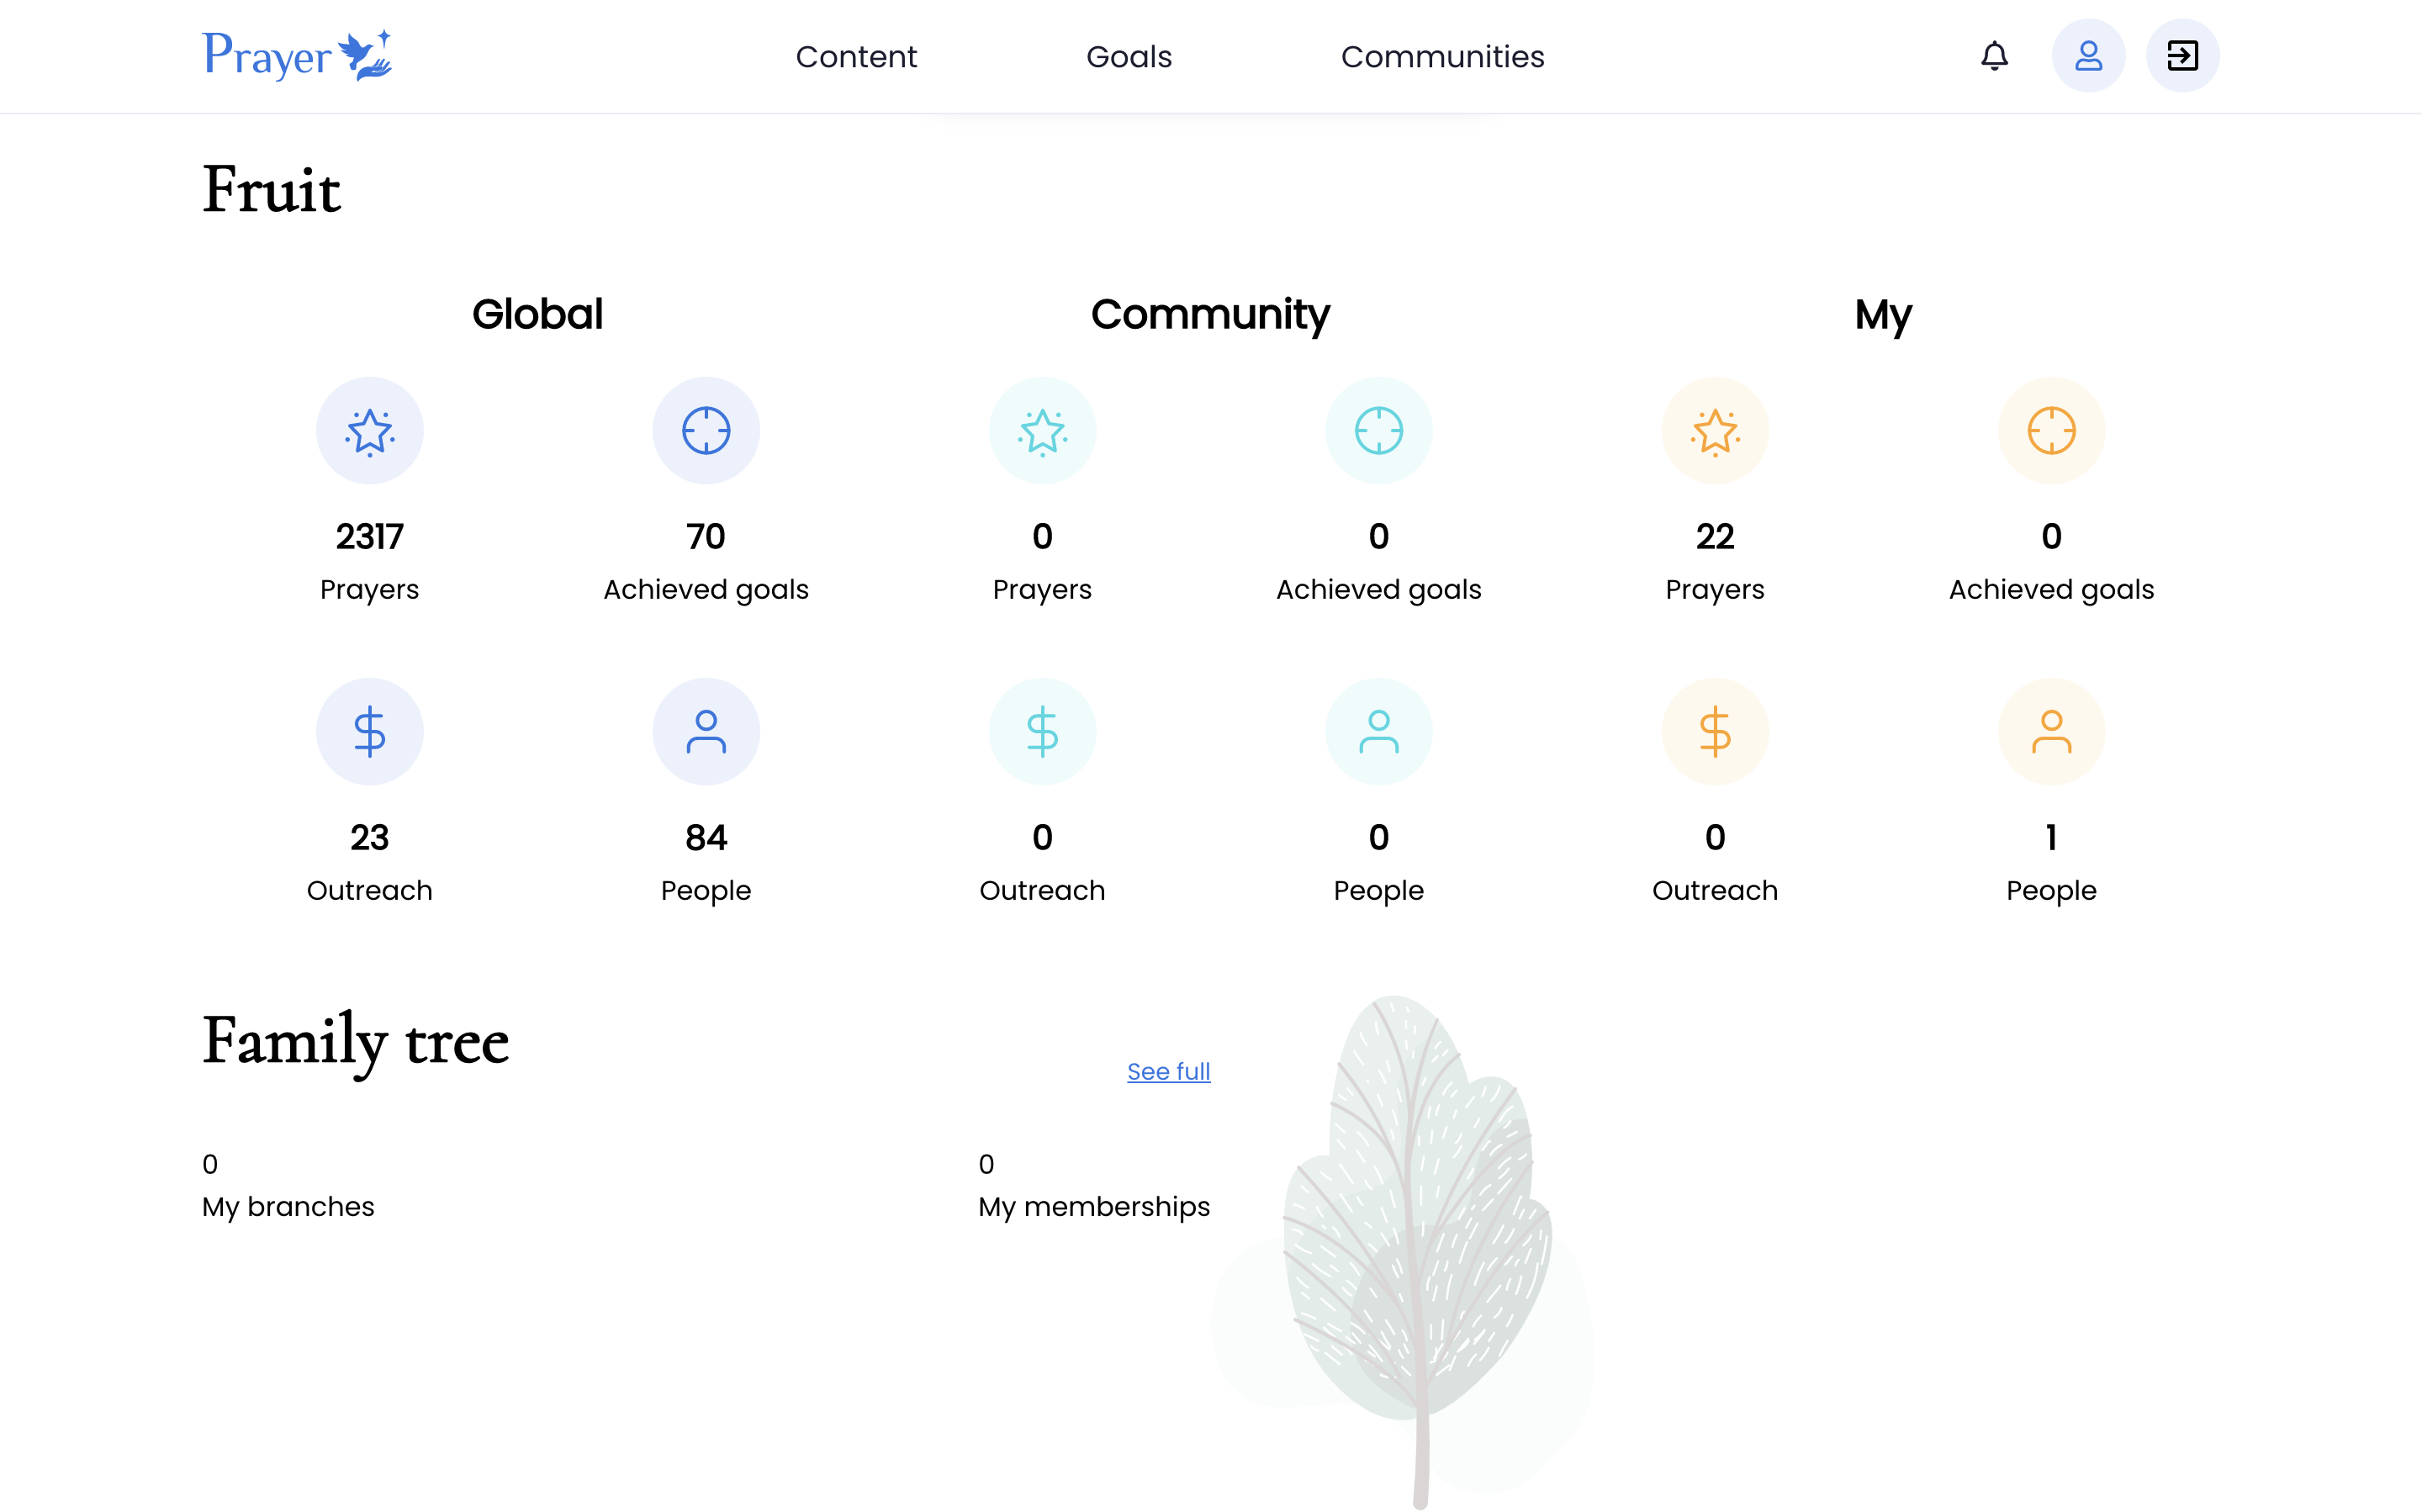 Prayer
Content Goals Communities
Fruit
Global Community My
2317 70 0 0 22 0
Prayers Achieved goals Prayers Achieved goals Prayers Achieved goals
23 84 0 0 0 1
Outreach People Outreach People Outreach People
Family tree
See full
0 0
My branches My memberships